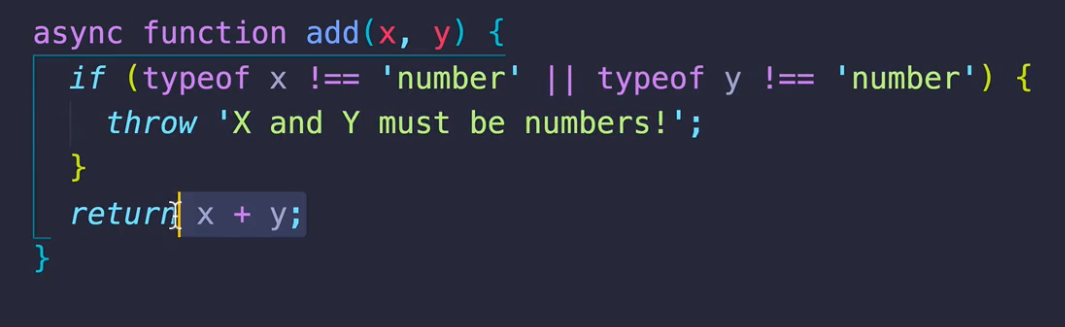 async function add(x, y) {
if (typeof x !== 'number' || typeof y !== 'number') {
throw 'X and Y must be numbers!';
}
return x + y;
}